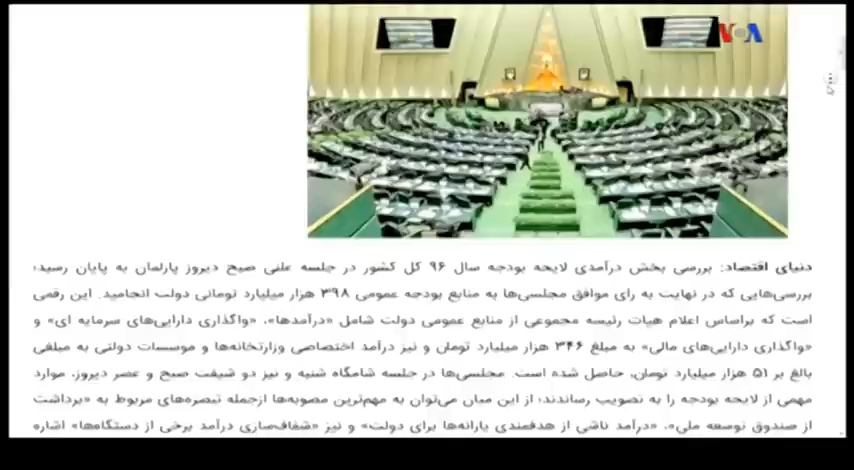 VOA
دنیای اقتصاد: بررسی بخش درآمدی لایحه بودجه سال ۹۶ کل کشور در جلسه علنی صبح دیروز پارلمان به پایان رسید؛
بررسی‌هایی که در نهایت به رای موافق مجلسی‌ها به منابع بودجه عمومی ۳۹۸ هزار میلیارد تومانی دولت انجامید. این رقمی
است که براساس اعلام هیات رئیسه مجموعی از منابع عمومی دولت شامل «درآمدها»، «واگذاری دارایی‌های سرمایه ای» و
«واگذاری دارایی‌های مالی» به مبلغ ۳۴۶ هزار میلیارد تومان و نیز درآمد اختصاصی وزارتخانه‌ها و موسسات دولتی به مبلغی
بالغ بر ۵۱ هزار میلیارد تومان، حاصل شده است. مجلسی‌ها در جلسه شامگاه شنبه و نیز دو شیفت صبح و عصر دیروز، موارد
مهمی از لایحه بودجه را به تصویب رساندند؛ از این میان می‌توان به مهم‌ترین مصوبه‌ها ازجمله تبصره‌های مربوط به «برداشت
از صندوق توسعه ملی»، «درآمد ناشی از هدفمندی یارانه‌ها برای دولت» و نیز «شفاف‌سازی درآمد برخی از دستگاه‌ها» اشاره